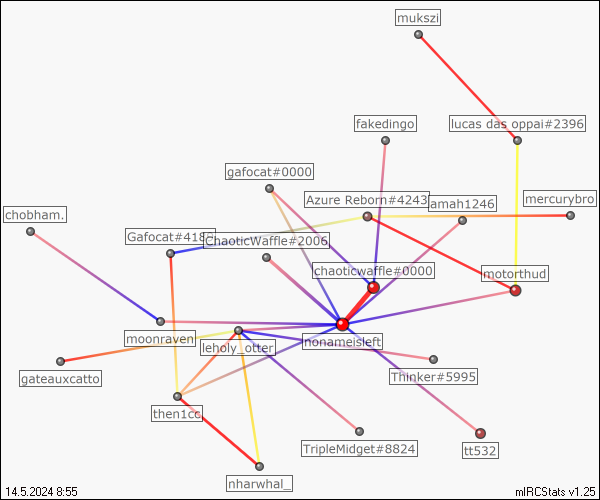 mukszi
fakedingo
lucas das oppai#2396
gafocat#0000
Azure Reborn#4243
amah1246
mercurybro
chobham.
Gafocat#418
ChaoticWaffle#2006
chaoticwaffle#0000
motorthud
moonraven
leholy_otter
nonameisleft
gateauxcatto
Thinker#5995
then1cc
TripleMidget#8824
tt532
nharwhal_
14.5.2024 8:55
mIRCStats v1.25